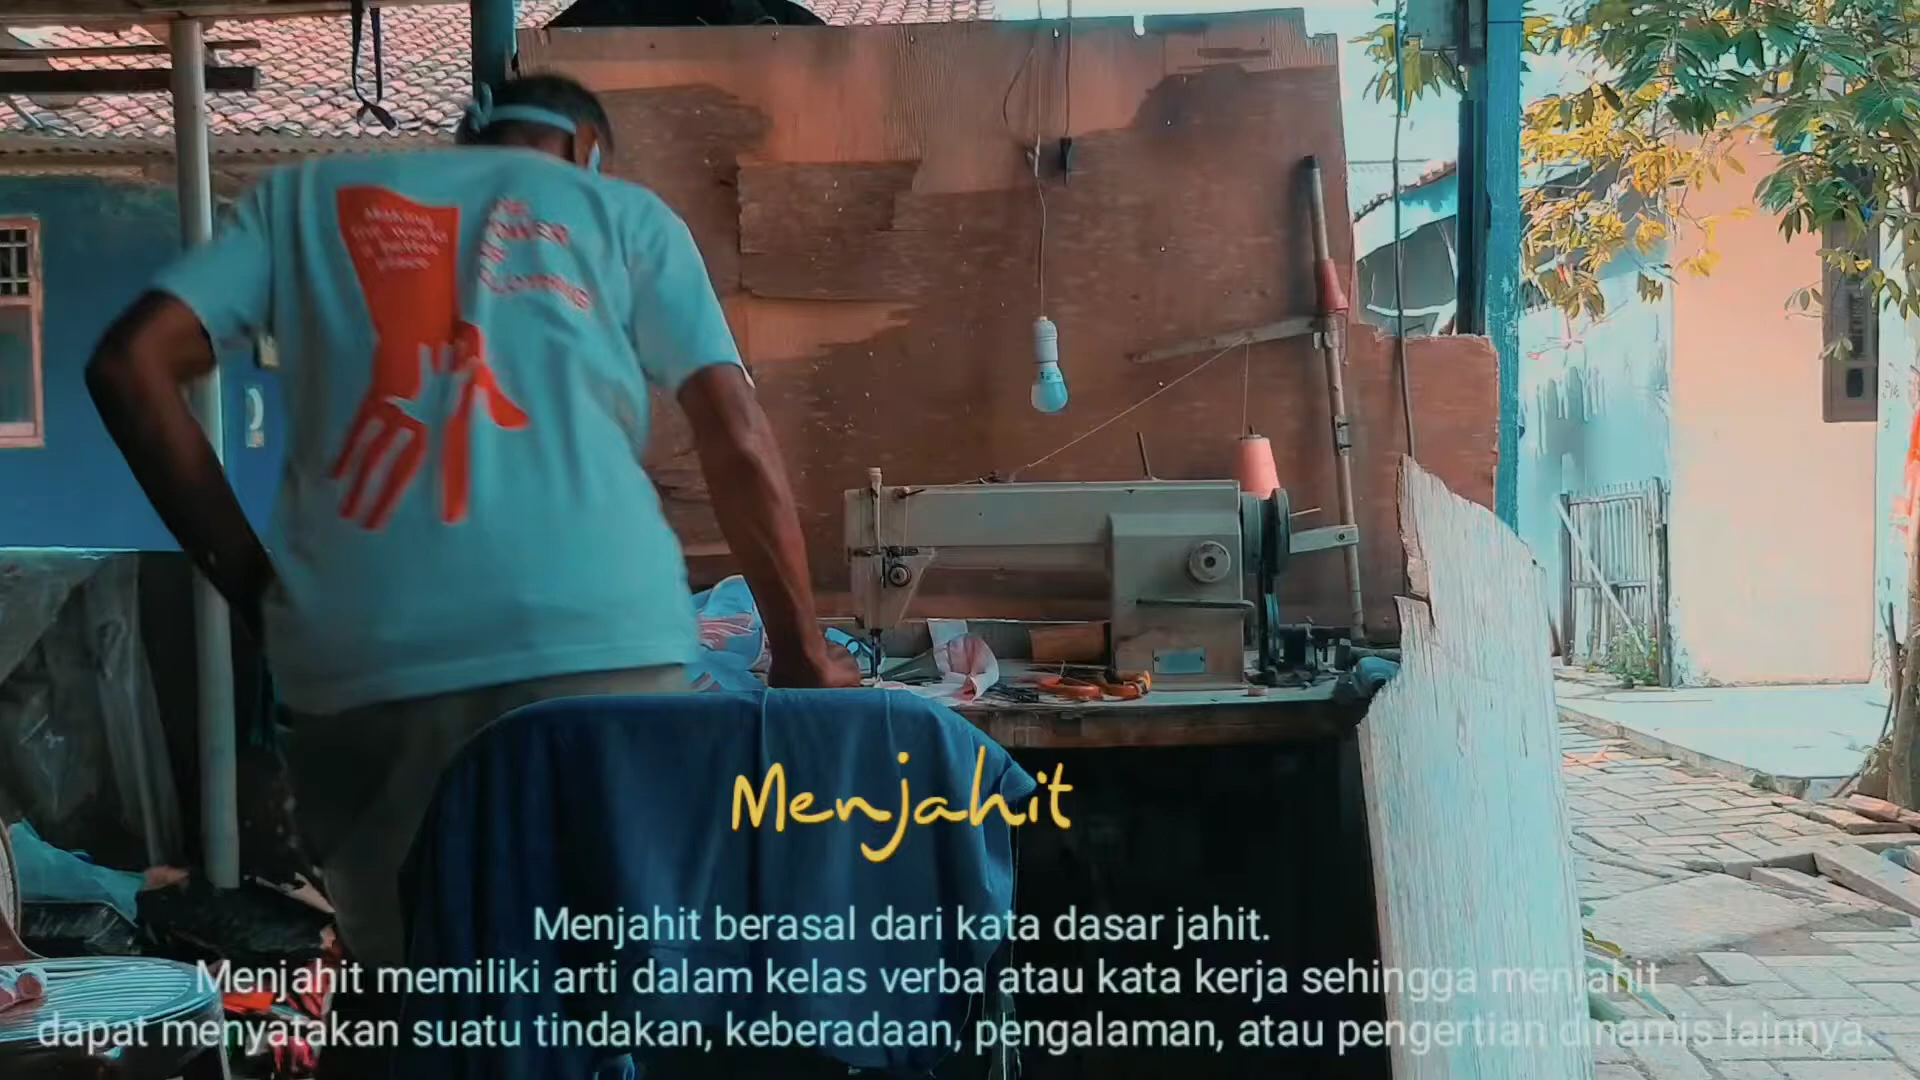 Menjahit
Menjahit berasal dari kata dasar jahit.
Menjahit memiliki arti dalam kelas verba atau kata kerja sehingga menjahit
dapat menyatakan suatu tindakan, keberadaan, pengalaman, atau pengertian dinamis lainnya.